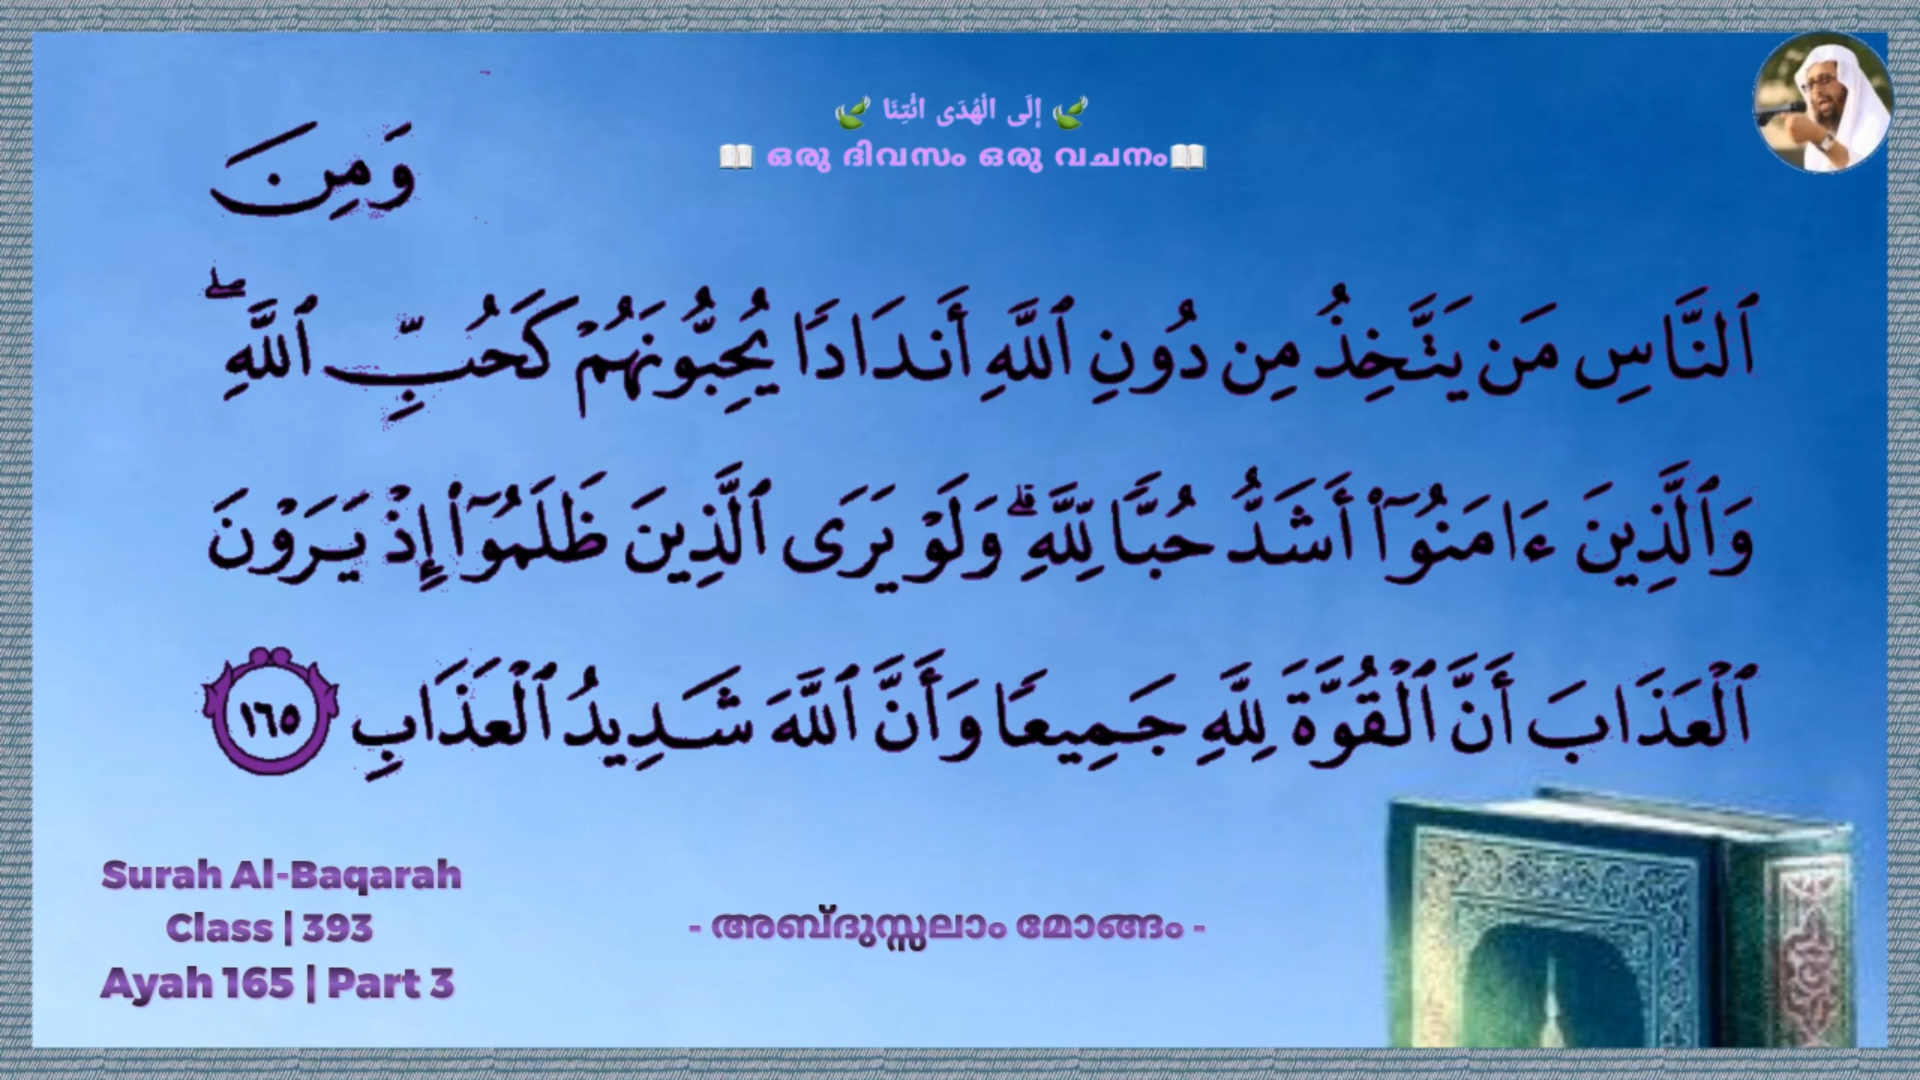 إلَى الْهُدَى ائْتِنَا
ഒരു ദിവസം ഒരു വചനം
وَمِنَ
ٱلنَّاسِ مَن يَتَّخِذُ مِن دُونِ ٱللَّهِ أَندَادًا يُحِبُّونَهُمْ كَحُبِّ ٱللَّهِ ۖ
وَٱلَّذِينَ ءَامَنُوٓا۟ أَشَدُّ حُبًّا لِّلَّهِ ۗ وَلَوْ يَرَى ٱلَّذِينَ ظَلَمُوٓا۟ إِذْ يَرَوْنَ
ٱلْعَذَابَ أَنَّ ٱلْقُوَّةَ لِلَّهِ جَمِيعًا وَأَنَّ ٱللَّهَ شَدِيدُ ٱلْعَذَابِ ١٦٥
Surah Al-Baqarah
Class | 393
Ayah 165 | Part 3
- അബ്ദുസ്സലാം മോങ്ങം -